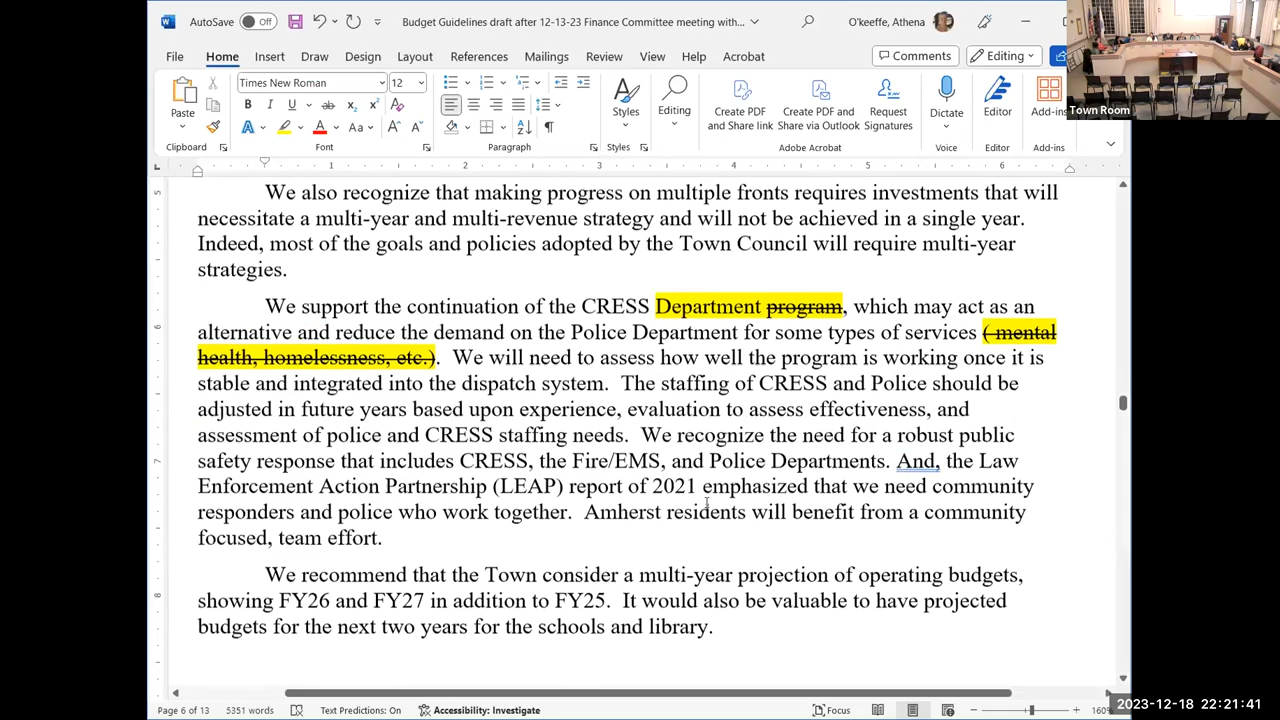 AutoSave Off
Budget Guidelines draft after 12-13-23 Finance Committee meeting with...
O'keeffe, Athena
File Home Insert Draw Design Layout References Mailings Review View Help Acrobat
Comments Editing
Times New Roman 12
Paste
Styles
Editing
Create PDF and Share link
Create PDF and Share via Outlook
Request Signatures
Dictate
Editor
Add-ins
Clipboard Font Paragraph Styles Adobe Acrobat Voice Editor Add-ins
Town Room
We also recognize that making progress on multiple fronts requires investments that will
necessitate a multi-year and multi-revenue strategy and will not be achieved in a single year.
Indeed, most of the goals and policies adopted by the Town Council will require multi-year
strategies.
We support the continuation of the CRESS Department program, which may act as an
alternative and reduce the demand on the Police Department for some types of services ( mental
health, homelessness, etc.). We will need to assess how well the program is working once it is
stable and integrated into the dispatch system. The staffing of CRESS and Police should be
adjusted in future years based upon experience, evaluation to assess effectiveness, and
assessment of police and CRESS staffing needs. We recognize the need for a robust public
safety response that includes CRESS, the Fire/EMS, and Police Departments. And, the Law
Enforcement Action Partnership (LEAP) report of 2021 emphasized that we need community
responders and police who work together. Amherst residents will benefit from a community
focused, team effort.
We recommend that the Town consider a multi-year projection of operating budgets,
showing FY26 and FY27 in addition to FY25. It would also be valuable to have projected
budgets for the next two years for the schools and library.
Page 6 of 13 5351 words Text Predictions: On Accessibility: Investigate Focus 160%
2023-12-18 22:21:41